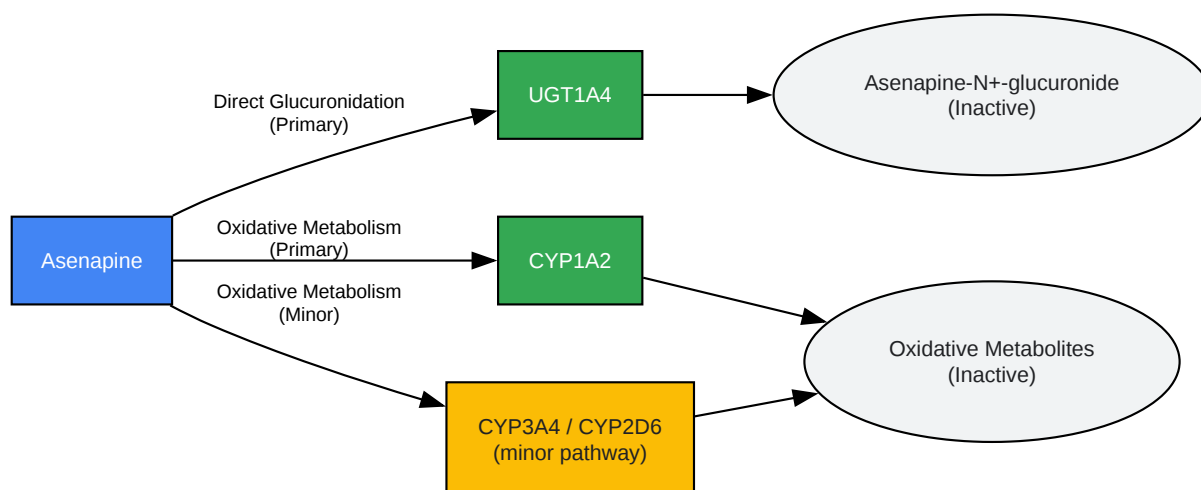 Direct Glucuronidation
(Primary)
UGT1A4
Asenapine-N+-glucuronide
(Inactive)
Asenapine
Oxidative Metabolism
(Primary)
CYP1A2
Oxidative Metabolism
(Minor)
Oxidative Metabolites
(Inactive)
CYP3A4 / CYP2D6
(minor pathway)